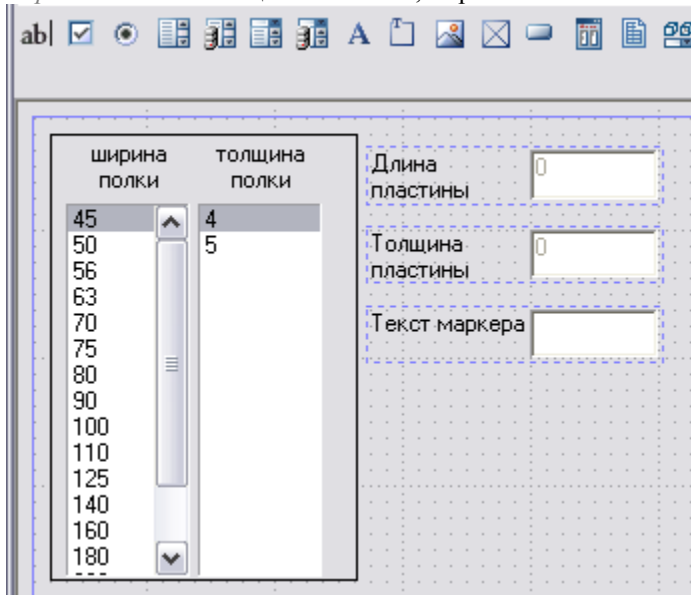 ab|
A
ширина
полки
толщина
полки
45
50
56
63
70
75
80
90
100
110
125
140
160
180
4
5
Длина
пластины
0
Толщина
пластины
0
Текст маркера